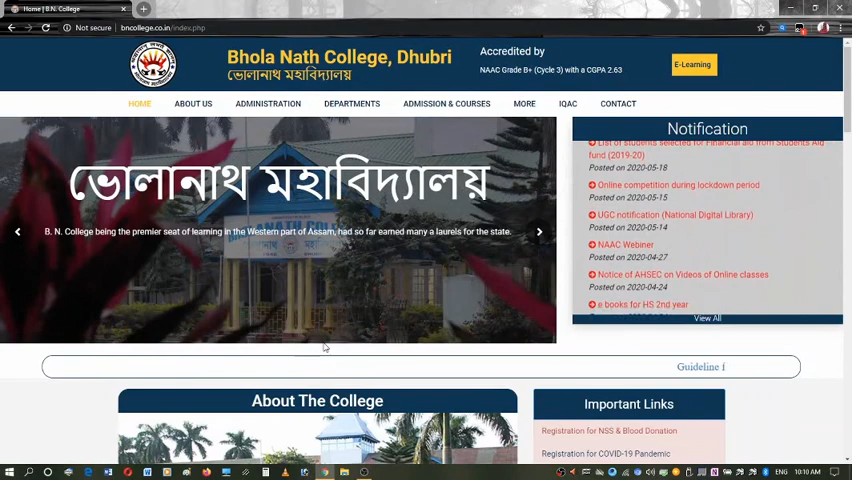 Home | B.N. College
Not secure | bncollege.co.in/index.php
Bhola Nath College, Dhubri
ভোলানাথ মহাবিদ্যালয়
Accredited by
NAAC Grade B+ (Cycle 3) with a CGPA 2.63
E-Learning
HOME ABOUT US ADMINISTRATION DEPARTMENTS ADMISSION & COURSES MORE IQAC CONTACT
ভোলানাথ মহাবিদ্যালয়
B. N. College being the premier seat of learning in the Western part of Assam, had so far earned many a laurels for the state.
Notification
List of students selected for Financial aid from Students Aid
fund (2019-20)
Posted on 2020-05-18
Online competition during lockdown period
Posted on 2020-05-15
UGC notification (National Digital Library)
Posted on 2020-05-14
NAAC Webiner
Posted on 2020-04-27
Notice of AHSEC on Videos of Online classes
Posted on 2020-04-24
e books for HS 2nd year
View All
Guideline f
About The College
Important Links
Registration for NSS & Blood Donation
Registration for COVID-19 Pandemic
ENG 10:10 AM